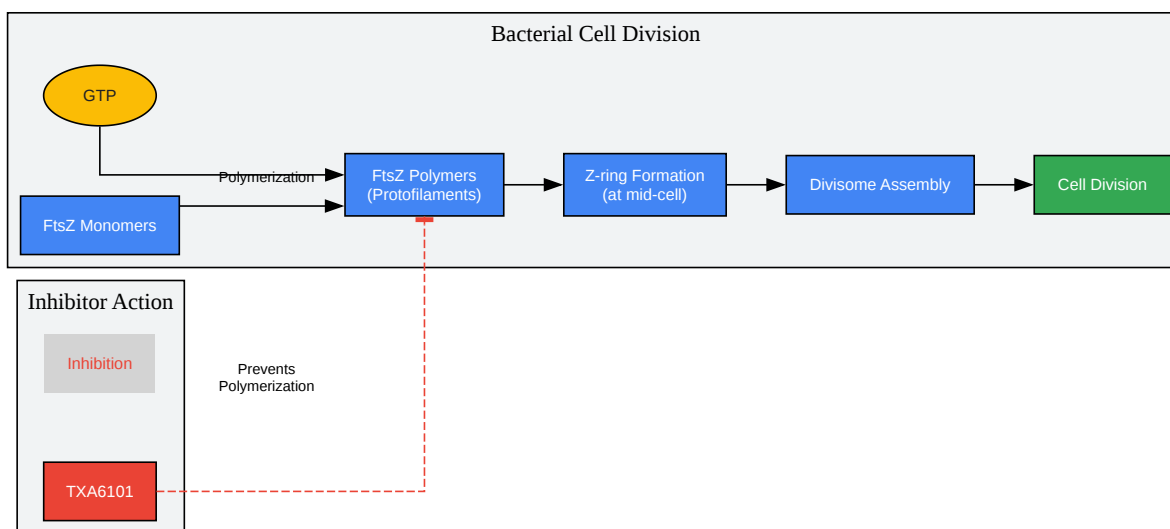 Bacterial Cell Division
GTP
Polymerization
FtsZ Monomers
FtsZ Polymers
(Protofilaments)
Z-ring Formation
(at mid-cell)
Divisome Assembly
Cell Division
Inhibitor Action
Inhibition
Prevents
Polymerization
TXA6101